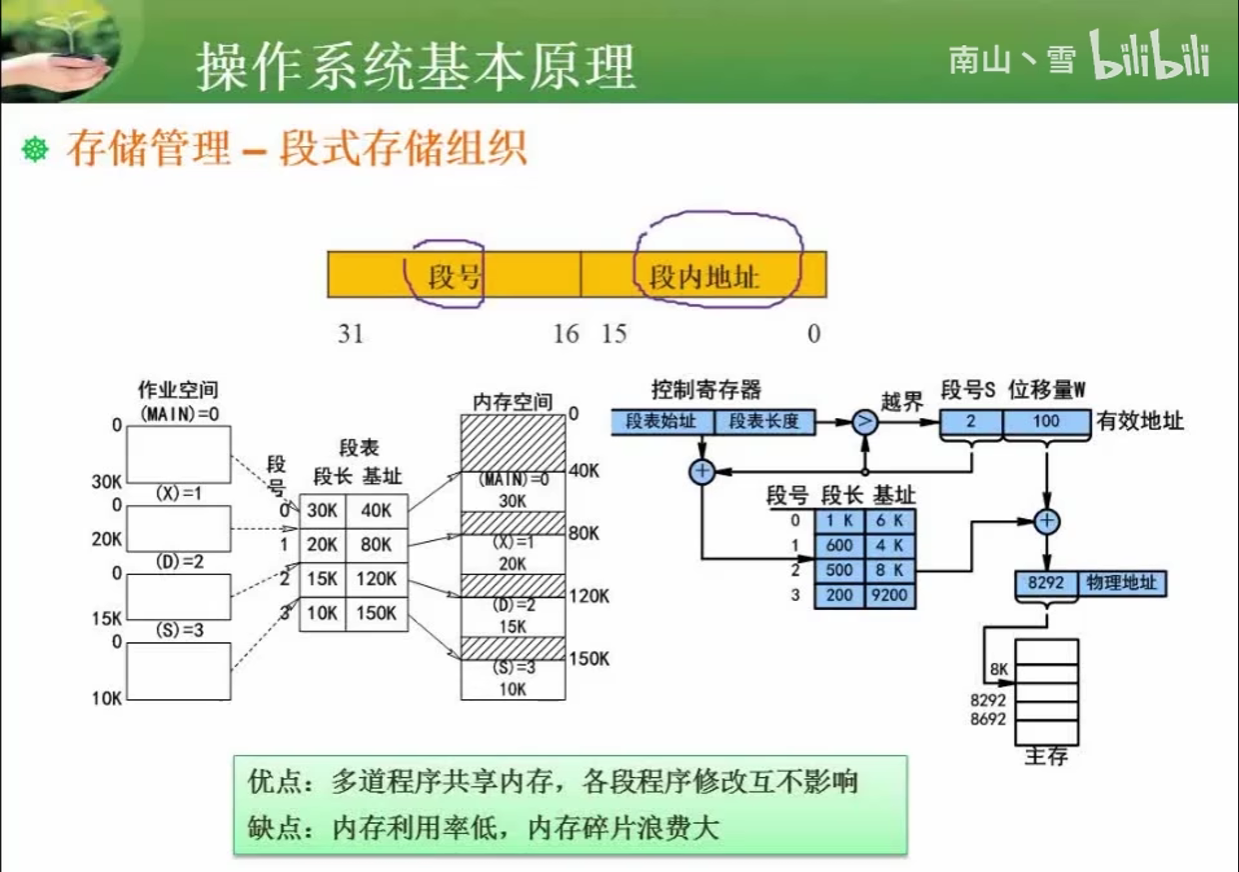 操作系统基本原理
南山丶雪 bilibili
存储管理 – 段式存储组织
段号 段内地址
31 16 15 0
作业空间
(MAIN)=0
0
30K
(X)=1
0
20K
(D)=2
0
15K
(S)=3
0
10K
段表
段号 段长 基址
0 30K 40K
1 20K 80K
2 15K 120K
3 10K 150K
内存空间
0
40K
(MAIN)=0
30K
80K
(X)=1
20K
120K
(D)=2
15K
150K
(S)=3
10K
控制寄存器
段表始址 段表长度
>
越界
段号S 位移量W
2 100 有效地址
+
段号 段长 基址
0 1 K 6 K
1 600 4 K
2 500 8 K
3 200 9200
+
8292 物理地址
8K
8292
8692
主存
优点：多道程序共享内存，各段程序修改互不影响
缺点：内存利用率低，内存碎片浪费大